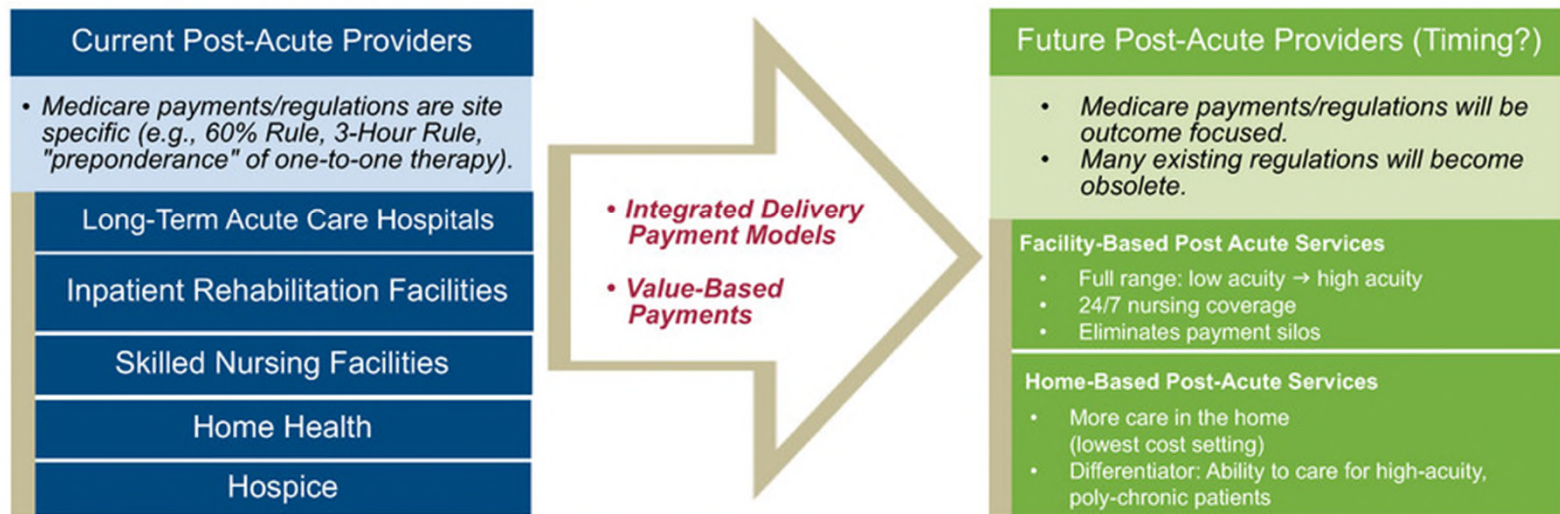 Current Post-Acute Providers
• Medicare payments/regulations are site
specific (e.g., 60% Rule, 3-Hour Rule,
"preponderance" of one-to-one therapy).
Long-Term Acute Care Hospitals
Inpatient Rehabilitation Facilities
Skilled Nursing Facilities
Home Health
Hospice
• Integrated Delivery
Payment Models
• Value-Based
Payments
Future Post-Acute Providers (Timing?)
• Medicare payments/regulations will be
outcome focused.
• Many existing regulations will become
obsolete.
Facility-Based Post Acute Services
• Full range: low acuity → high acuity
• 24/7 nursing coverage
• Eliminates payment silos
Home-Based Post-Acute Services
• More care in the home
(lowest cost setting)
• Differentiator: Ability to care for high-acuity,
poly-chronic patients